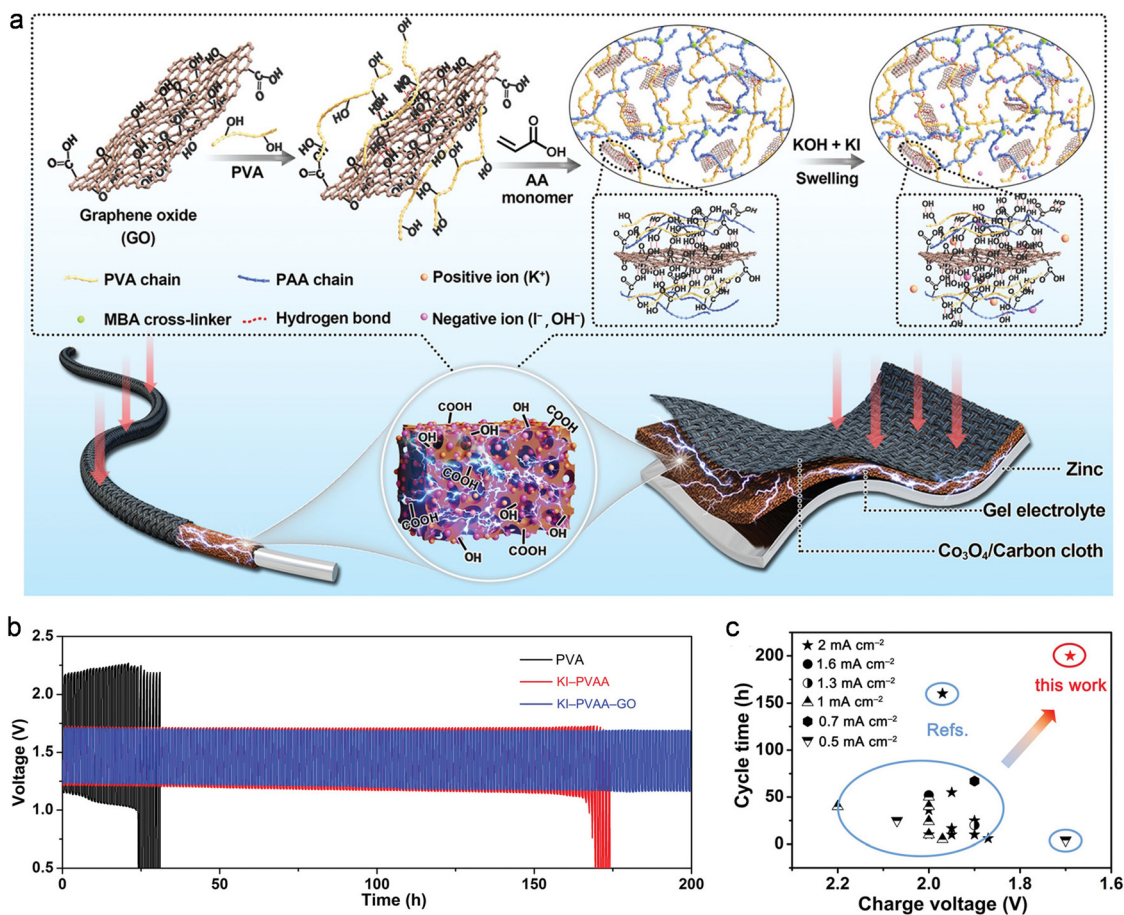 a
OH
HO
PVA
Graphene oxide
(GO)
OH
AA
monomer
KOH + KI
Swelling
PVA chain
PAA chain
Positive ion (K⁺)
MBA cross-linker
Hydrogen bond
Negative ion (I⁻, OH⁻)
COOH
OH
COOH
OH
OH
COOH
COOH
OH
OH
COOH
OH
Zinc
Gel electrolyte
Co₃O₄/Carbon cloth
b
2.5
2.0
1.5
1.0
0.5
Voltage (V)
PVA
KI–PVAA
KI–PVAA–GO
0
50
100
150
200
Time (h)
c
200
150
100
50
0
Cycle time (h)
2 mA cm⁻²
1.6 mA cm⁻²
1.3 mA cm⁻²
1 mA cm⁻²
0.7 mA cm⁻²
0.5 mA cm⁻²
Refs.
this work
2.2
2.0
1.8
1.6
Charge voltage (V)